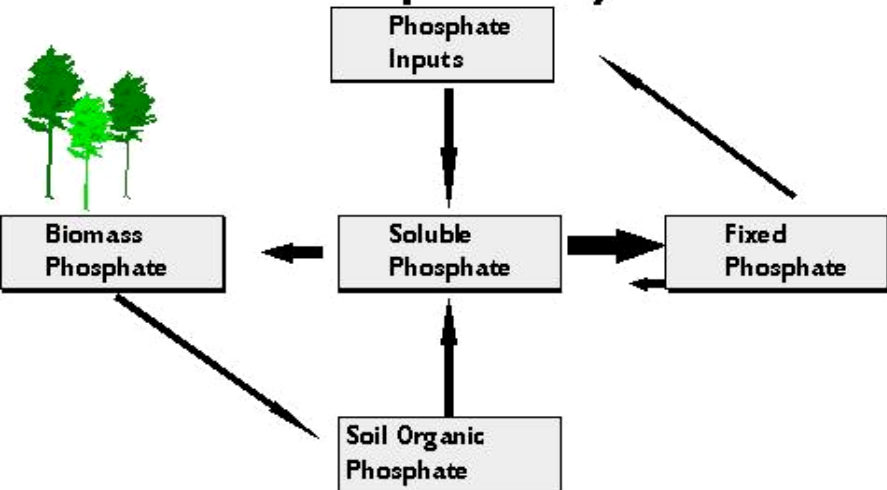 Phosphate
Inputs
Biomass
Phosphate
Soluble
Phosphate
Fixed
Phosphate
Soil Organic
Phosphate